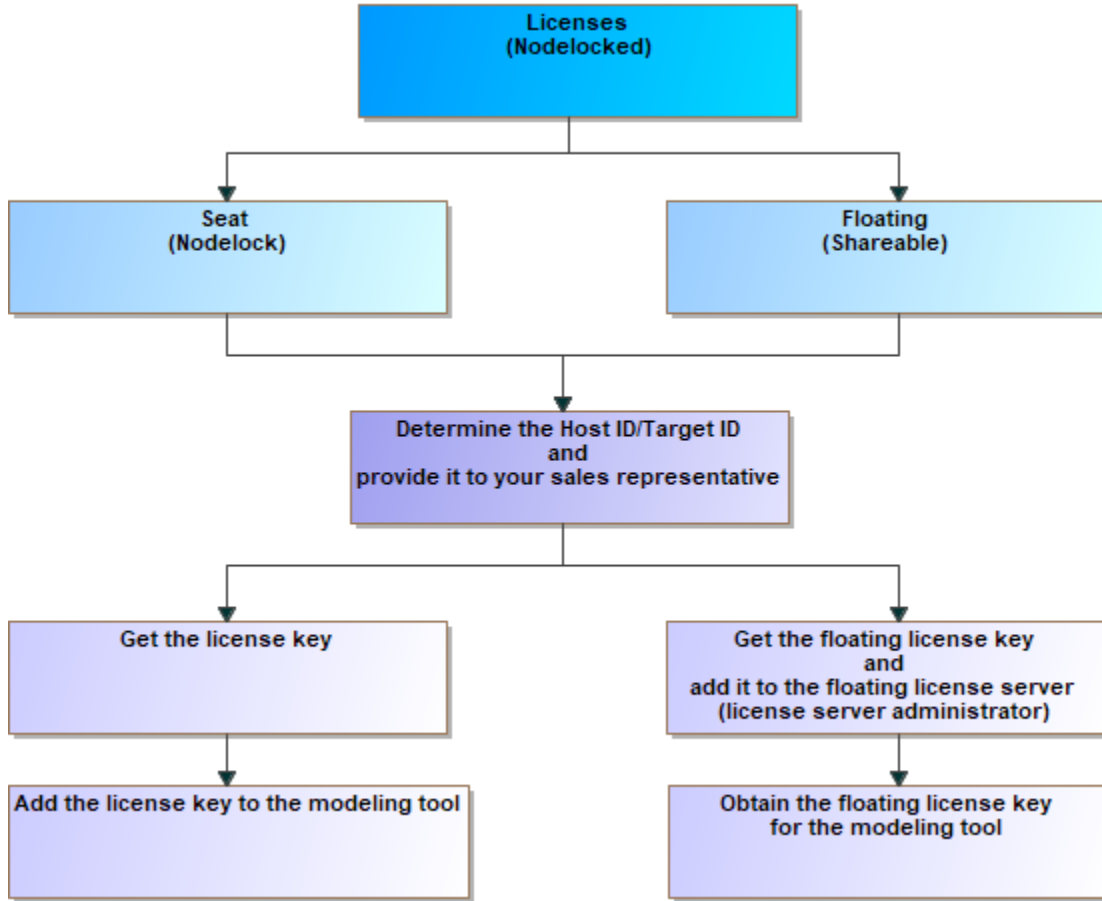 Licenses
(Nodelocked)
Seat
(Nodelock)
Floating
(Shareable)
Determine the Host ID/Target ID
and
provide it to your sales representative
Get the license key
Get the floating license key
and
add it to the floating license server
(license server administrator)
Add the license key to the modeling tool
Obtain the floating license key
for the modeling tool